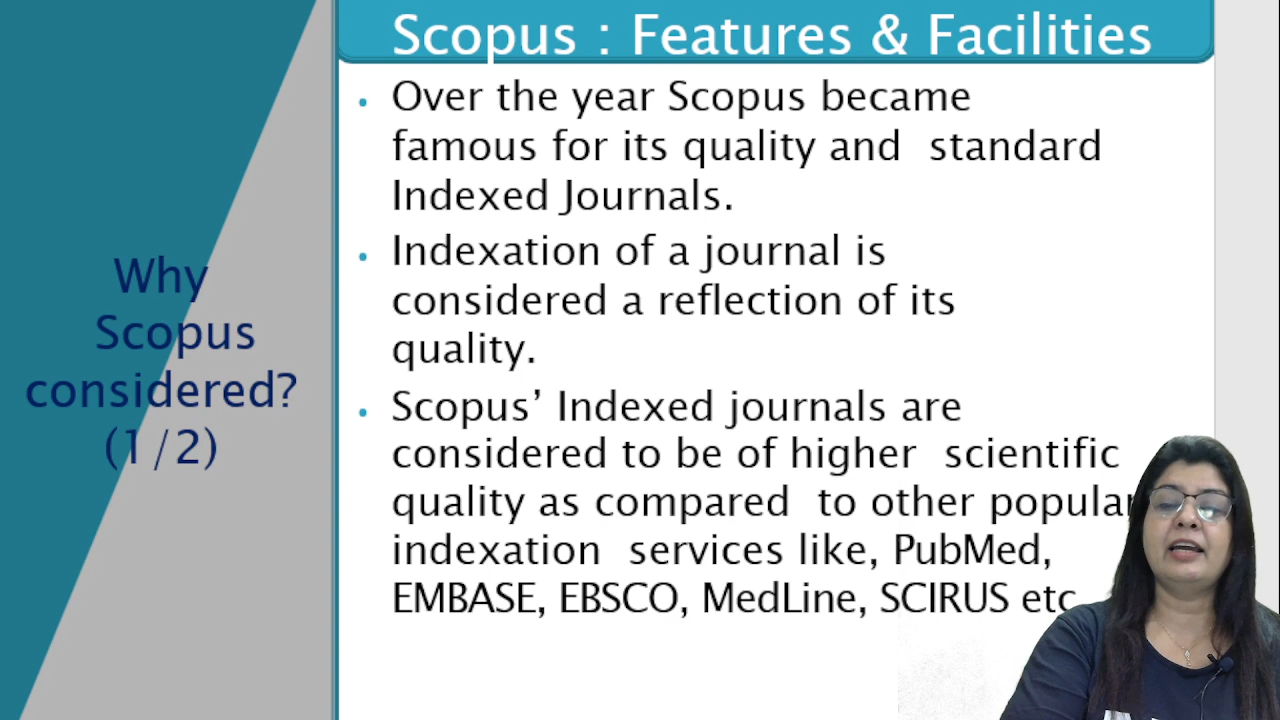 Scopus : Features & Facilities
Why
Scopus
considered?
(1/2)
• Over the year Scopus became
famous for its quality and standard
Indexed Journals.
• Indexation of a journal is
considered a reflection of its
quality.
• Scopus’ Indexed journals are
considered to be of higher scientific
quality as compared to other popular
indexation services like, PubMed,
EMBASE, EBSCO, MedLine, SCIRUS etc